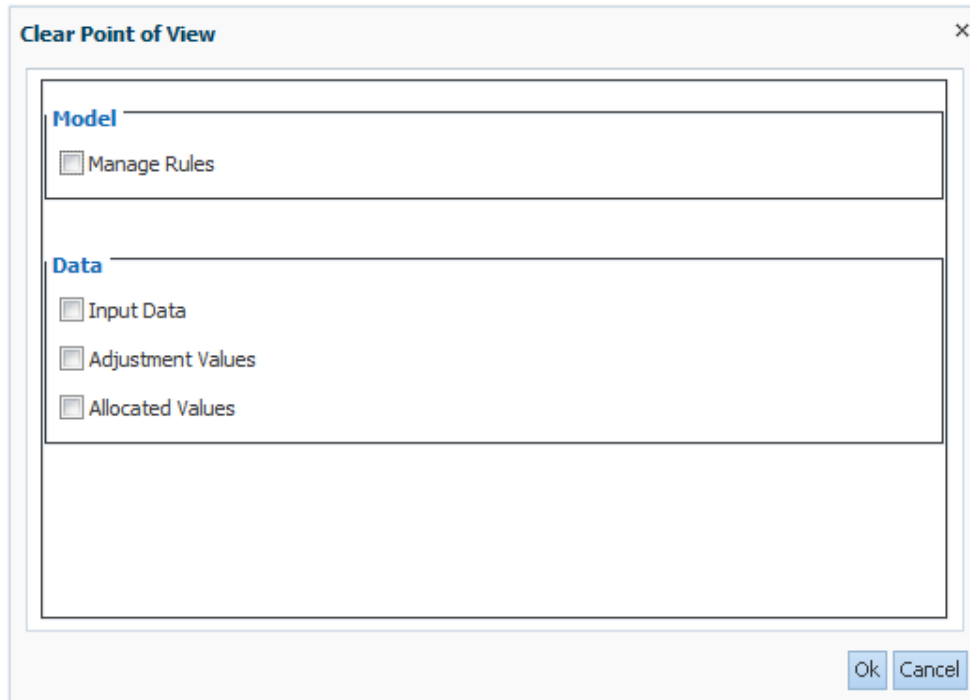 Clear Point of View
Model
Manage Rules
Data
Input Data
Adjustment Values
Allocated Values
Ok Cancel